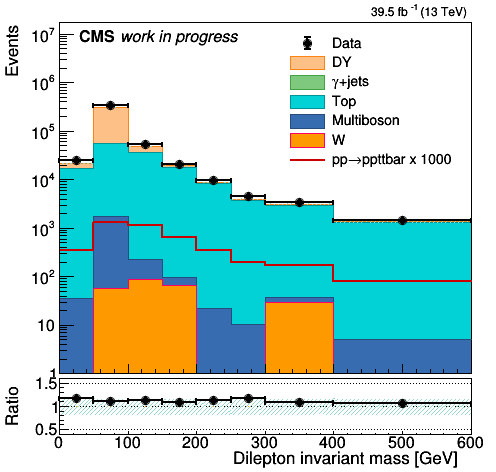 39.5 fb⁻¹ (13 TeV)
CMS work in progress
Data
DY
γ+jets
Top
Multiboson
W
pp→ppttbar x 1000
Events
10⁷
10⁶
10⁵
10⁴
10³
10²
10
1
Ratio
1.5
1
0.5
0 100 200 300 400 500 600
Dilepton invariant mass [GeV]